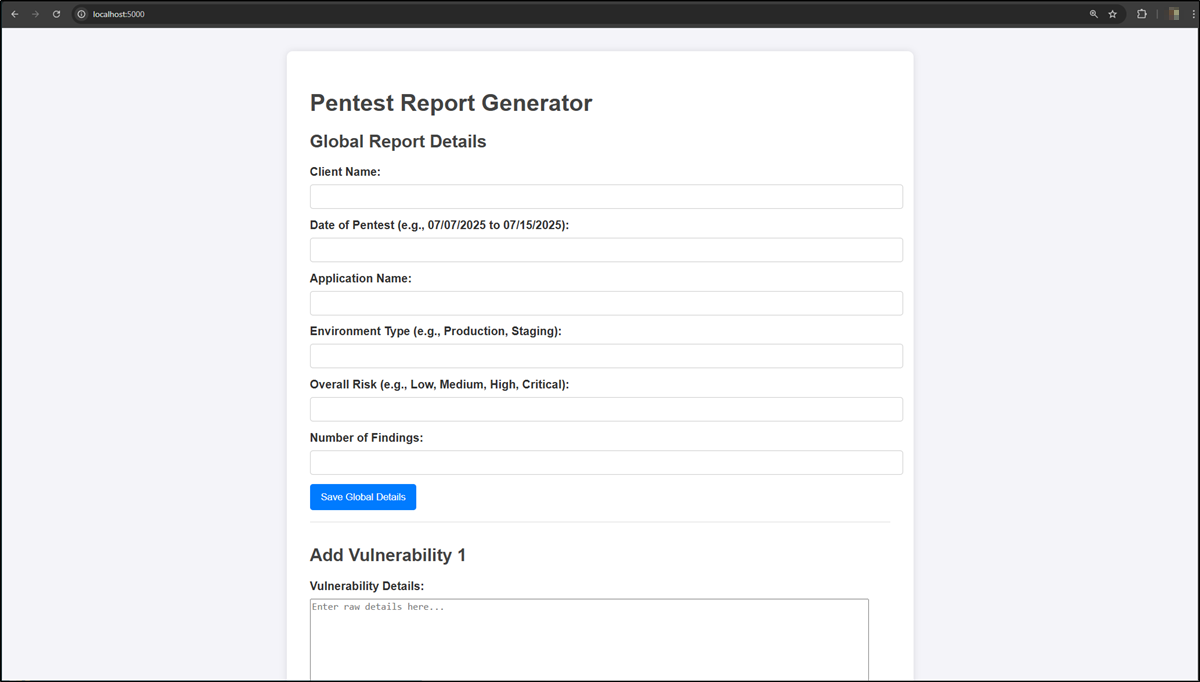 localhost:5000
Pentest Report Generator
Global Report Details
Client Name:
Date of Pentest (e.g., 07/07/2025 to 07/15/2025):
Application Name:
Environment Type (e.g., Production, Staging):
Overall Risk (e.g., Low, Medium, High, Critical):
Number of Findings:
Save Global Details
Add Vulnerability 1
Vulnerability Details:
Enter raw details here...